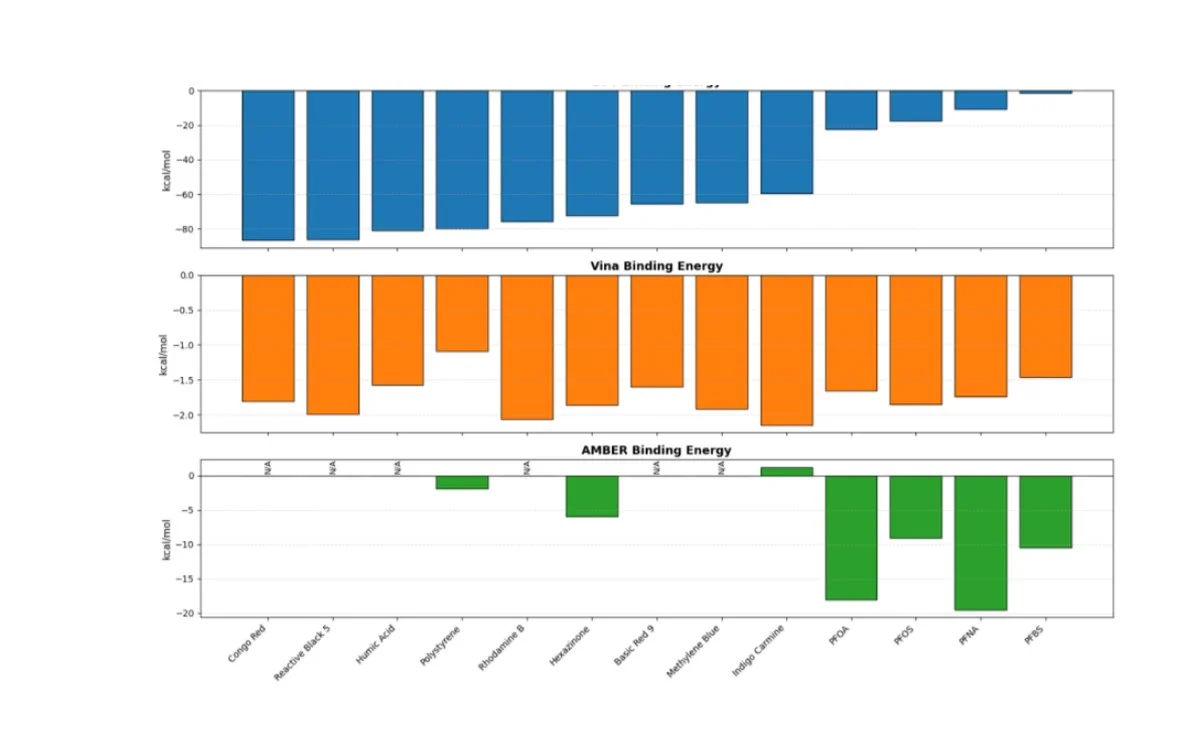 0
−20
−40
−60
−80
kcal/mol
Vina Binding Energy
0.0
−0.5
−1.0
−1.5
−2.0
kcal/mol
AMBER Binding Energy
N/A N/A N/A N/A N/A N/A
0
−5
−10
−15
−20
kcal/mol
Congo Red
Reactive Black 5
Humic Acid
Polystyrene
Rhodamine B
Hexazinone
Basic Red 9
Methylene Blue
Indigo Carmine
PFOA
PFOS
PFNA
PFBS